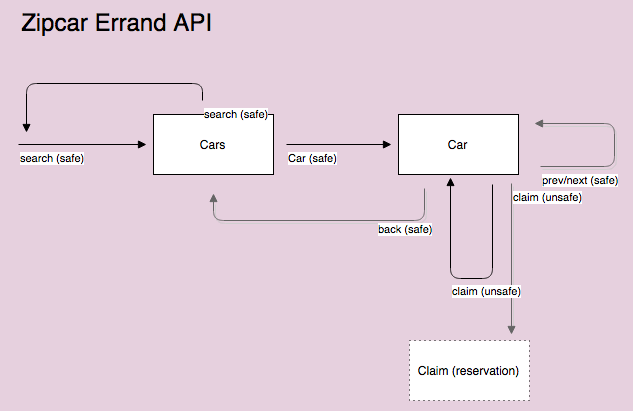 Zipcar Errand API
search (safe)
search (safe)
Cars
Car (safe)
Car
prev/next (safe)
claim (unsafe)
back (safe)
claim (unsafe)
Claim (reservation)